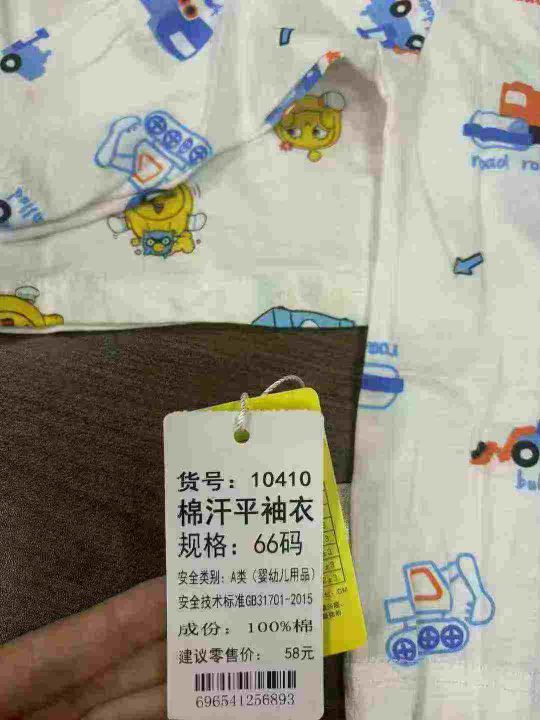 road ro
货号：10410
棉汗平袖衣
规格：66码
安全类别：A类（婴幼儿用品）
安全技术标准GB31701-2015
成份：100%棉
建议零售价：58元
696541256893